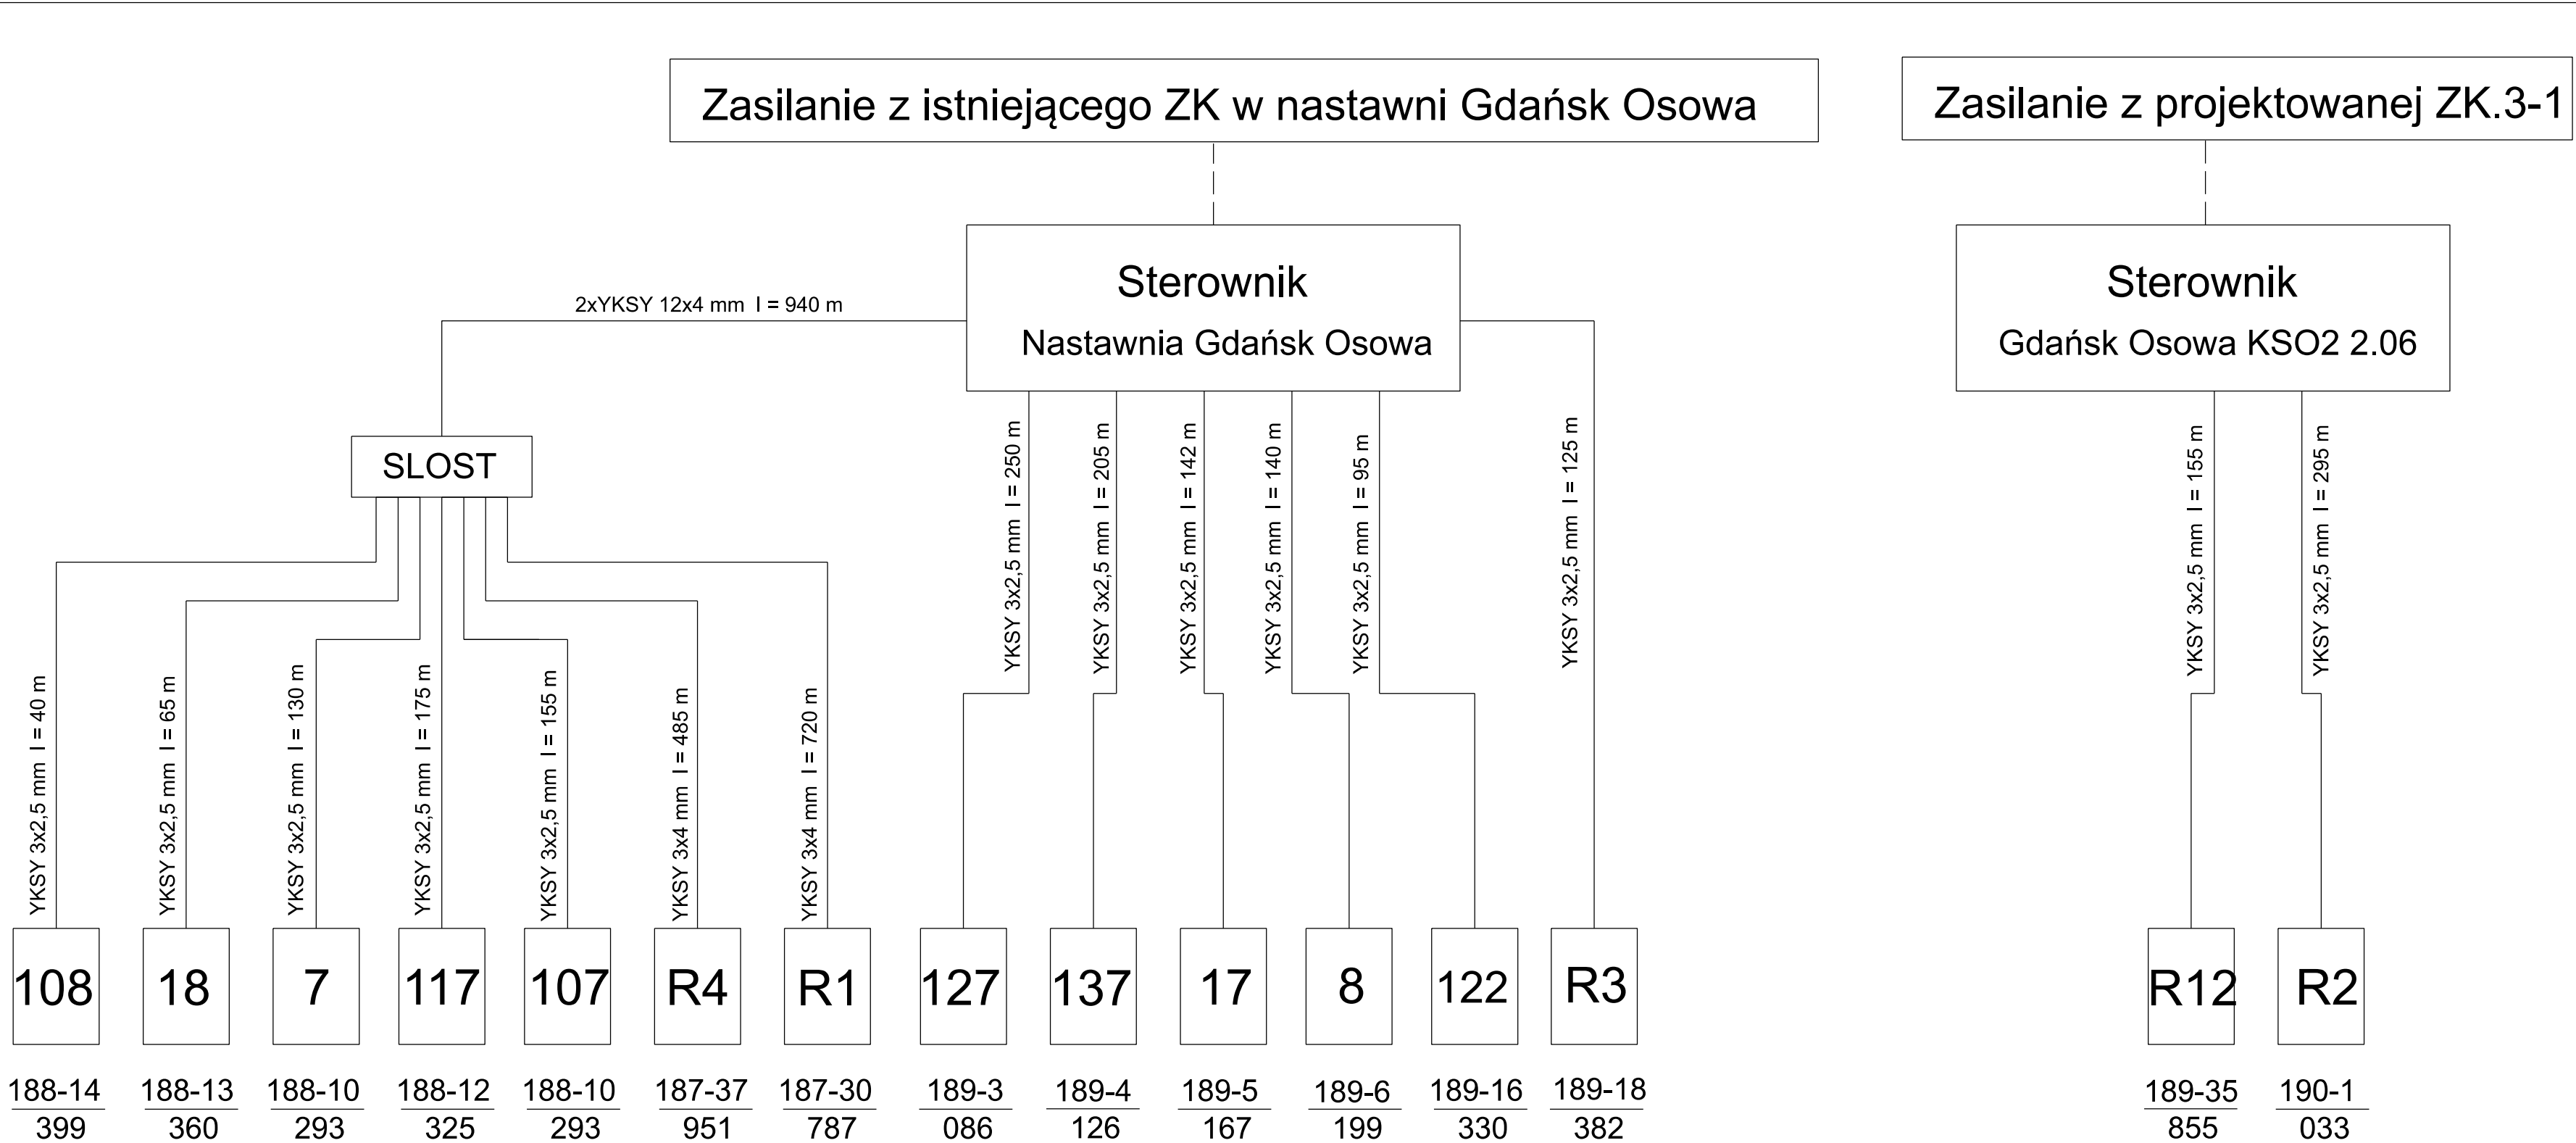 Zasilanie z istniejącego ZK w nastawni Gdańsk Osowa
Zasilanie z projektowanej ZK.3-1
Sterownik
Nastawnia Gdańsk Osowa
Sterownik
Gdańsk Osowa KSO2 2.06
2xYKSY 12x4 mm l = 940 m
SLOST
YKSY 3x2,5 mm l = 40 m
YKSY 3x2,5 mm l = 65 m
YKSY 3x2,5 mm l = 130 m
YKSY 3x2,5 mm l = 175 m
YKSY 3x2,5 mm l = 155 m
YKSY 3x4 mm l = 485 m
YKSY 3x4 mm l = 720 m
YKSY 3x2,5 mm l = 250 m
YKSY 3x2,5 mm l = 205 m
YKSY 3x2,5 mm l = 142 m
YKSY 3x2,5 mm l = 140 m
YKSY 3x2,5 mm l = 95 m
YKSY 3x2,5 mm l = 125 m
YKSY 3x2,5 mm l = 155 m
YKSY 3x2,5 mm l = 295 m
108
18
7
117
107
R4
R1
127
137
17
8
122
R3
R12
R2
188-14
399
188-13
360
188-10
293
188-12
325
188-10
293
187-37
951
187-30
787
189-3
086
189-4
126
189-5
167
189-6
199
189-16
330
189-18
382
189-35
855
190-1
033